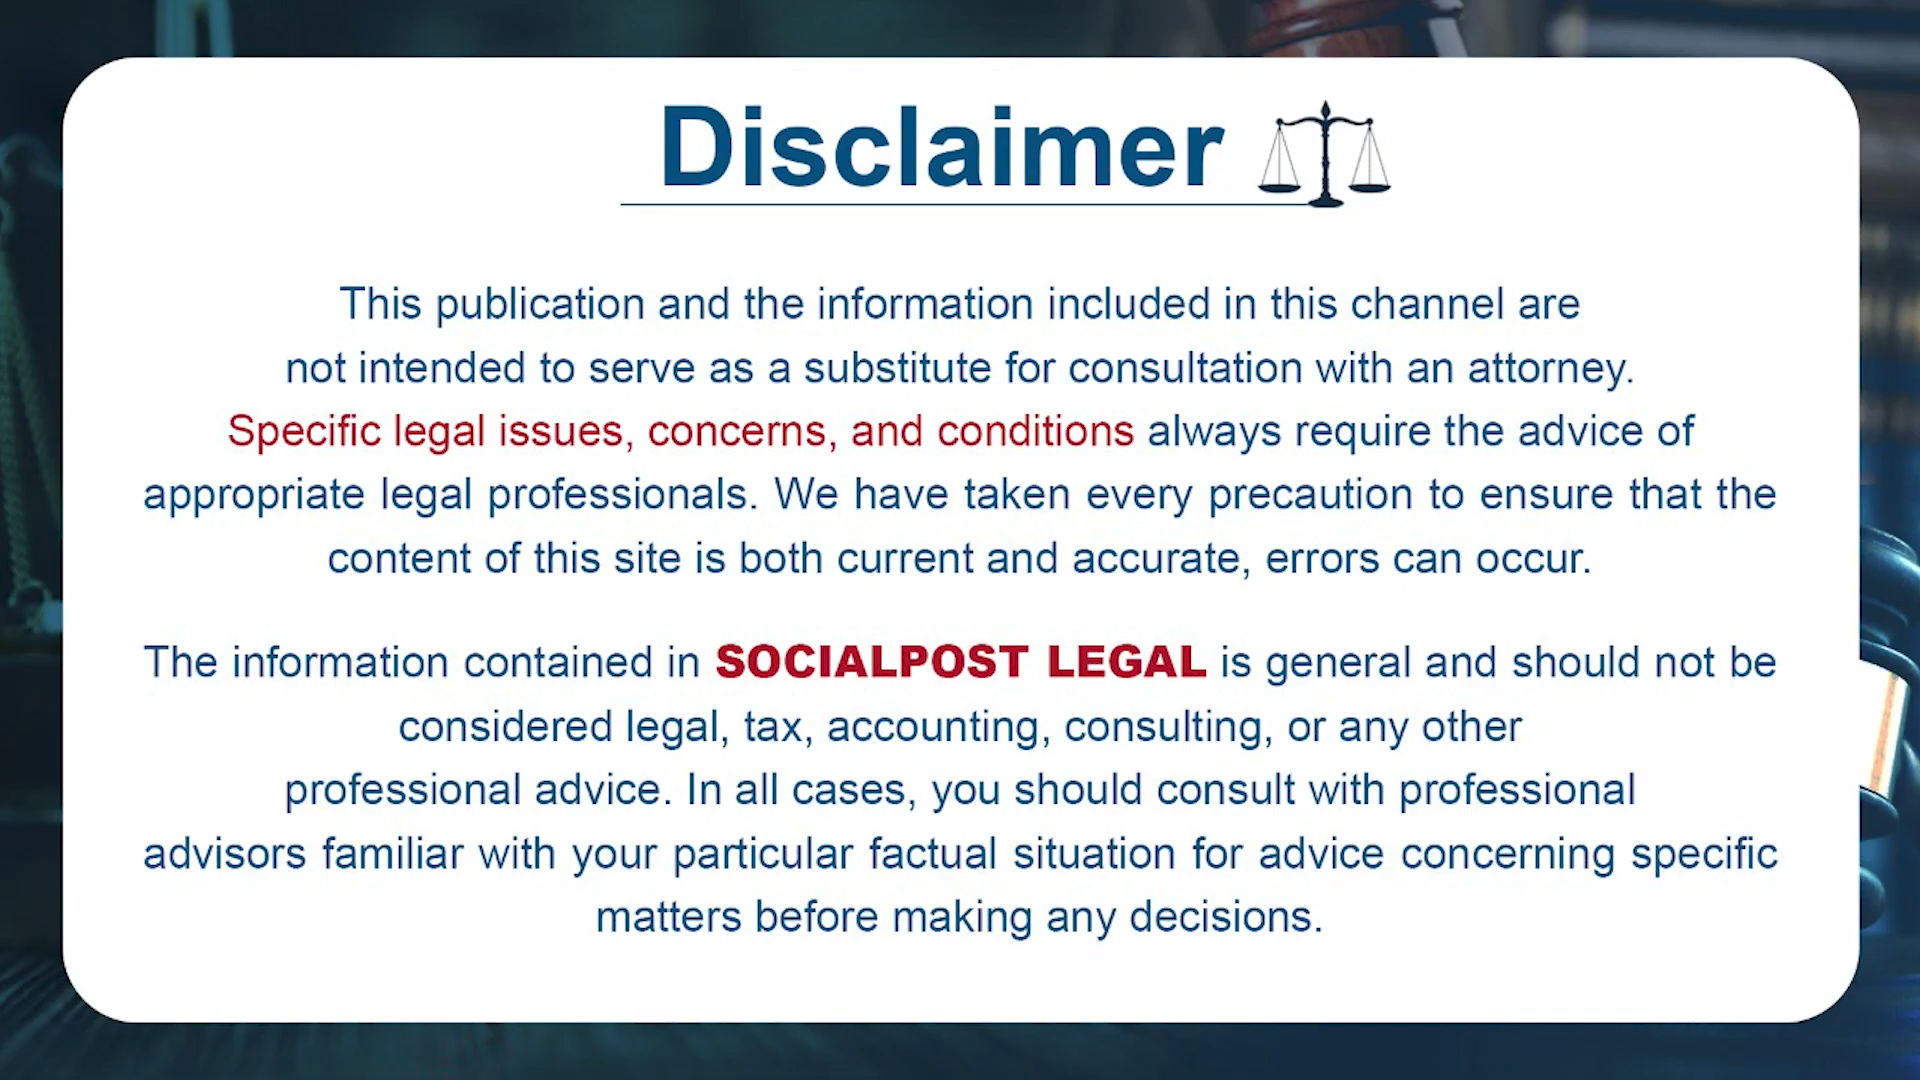 Disclaimer
This publication and the information included in this channel are
not intended to serve as a substitute for consultation with an attorney.
Specific legal issues, concerns, and conditions always require the advice of
appropriate legal professionals. We have taken every precaution to ensure that the
content of this site is both current and accurate, errors can occur.
The information contained in SOCIALPOST LEGAL is general and should not be
considered legal, tax, accounting, consulting, or any other
professional advice. In all cases, you should consult with professional
advisors familiar with your particular factual situation for advice concerning specific
matters before making any decisions.